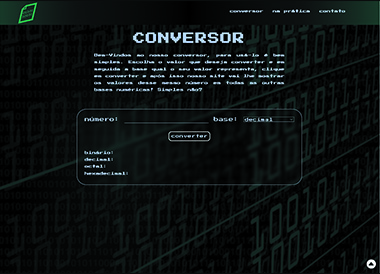 conversor na prática contato
CONVERSOR
Bem-Vindos ao nosso conversor, para usá-lo é bem
simples. Escolha o valor que deseja converter e em
seguida a base qual o seu valor representa, clique
em converter e após isso nosso site vai lhe mostrar
os valores desse mesmo número em todas as outras
bases numéricas! Simples não?
número: base: decimal
converter
binário:
decimal:
octal:
hexadecimal: